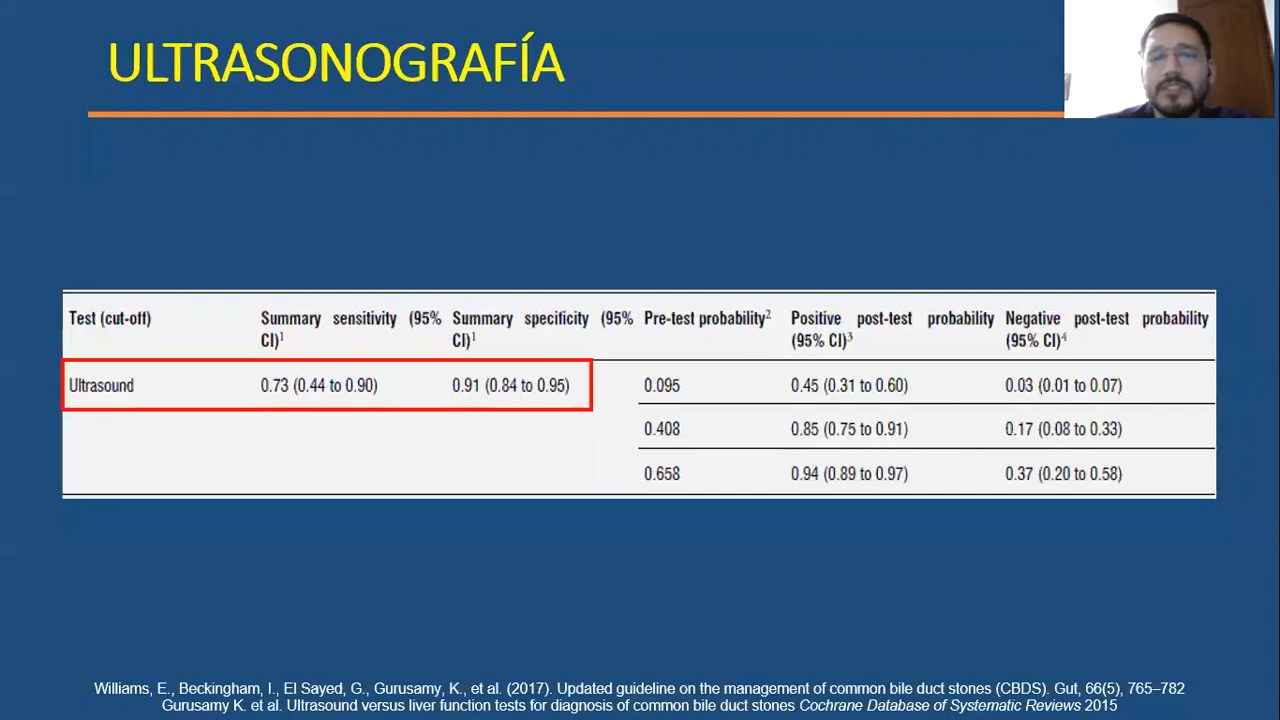 ULTRASONOGRAFÍA
Test (cut-off) Summary sensitivity (95% CI)1 Summary specificity (95% CI)1 Pre-test probability2 Positive post-test probability (95% CI)3 Negative post-test probability (95% CI)4
Ultrasound 0.73 (0.44 to 0.90) 0.91 (0.84 to 0.95) 0.095 0.45 (0.31 to 0.60) 0.03 (0.01 to 0.07)
0.408 0.85 (0.75 to 0.91) 0.17 (0.08 to 0.33)
0.658 0.94 (0.89 to 0.97) 0.37 (0.20 to 0.58)
Williams, E., Beckingham, I., El Sayed, G., Gurusamy, K., et al. (2017). Updated guideline on the management of common bile duct stones (CBDS). Gut, 66(5), 765–782
Gurusamy K. et al. Ultrasound versus liver function tests for diagnosis of common bile duct stones Cochrane Database of Systematic Reviews 2015